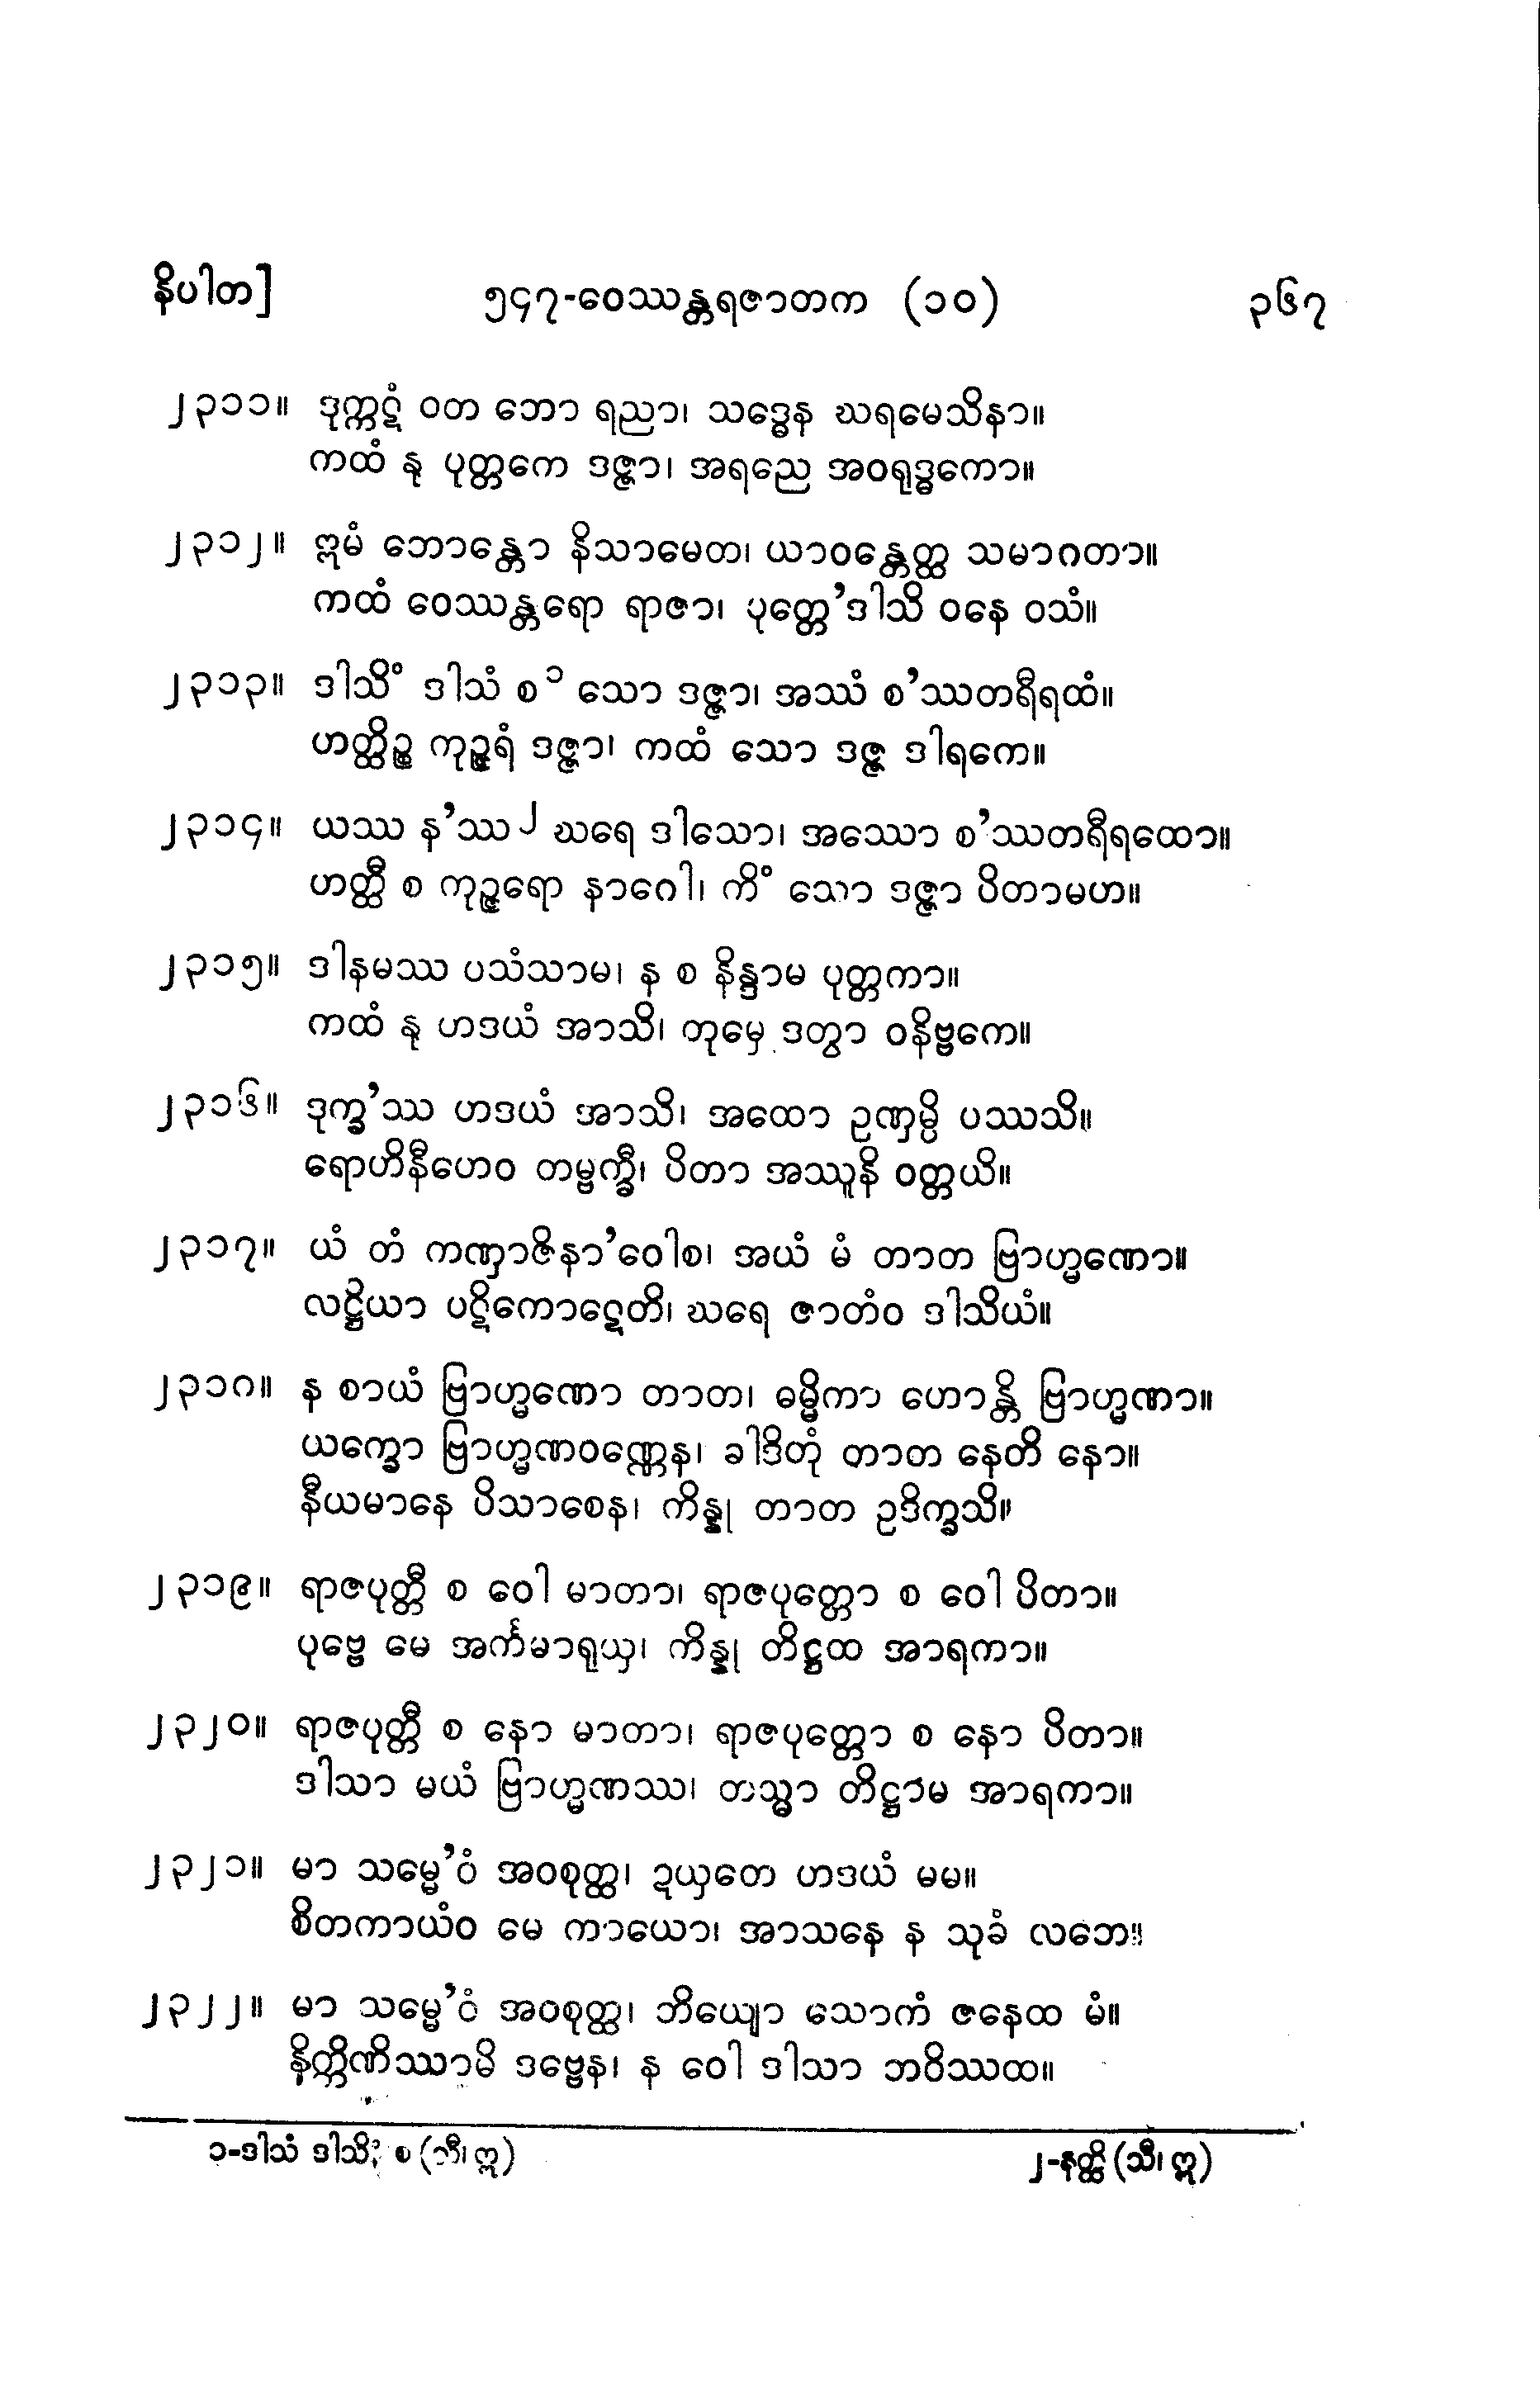 နိပါတ]
၅၄၇-ဝေဿန္တရဇာတက (၁၀)
၃၆၇
၂၃၁၁။ ဒုက္ကဋံ ဝတ ဘော ရညာ၊ သဒ္ဓေန ဃရမေသိနာ။
ကထံ နု ပုတ္တကေ ဒဇ္ဇာ၊ အရညေ အဝရုဒ္ဓကော။
၂၃၁၂။ ဣမံ ဘောန္တော နိသာမေတ၊ ယာဝန္တေတ္ထ သမာဂတာ။
ကထံ ဝေဿန္တရော ရာဇာ၊ ပုတ္တေ’ဒါသိ ဝနေ ဝသံ။
၂၃၁၃။ ဒါသိံ ဒါသံ စ ၁ သော ဒဇ္ဇာ၊ အဿံ စ’ဿတရီရထံ။
ဟတ္ထိဉ္စ ကုဉ္ဇရံ ဒဇ္ဇာ၊ ကထံ သော ဒဇ္ဇ ဒါရကေ။
၂၃၁၄။ ယဿ န’ဿ ၂ ဃရေ ဒါသော၊ အဿော စ’ဿတရီရထော။
ဟတ္ထီ စ ကုဉ္ဇရော နာဂေါ၊ ကိံ သော ဒဇ္ဇာ ပိတာမဟ။
၂၃၁၅။ ဒါနမဿ ပသံသာမ၊ န စ နိန္ဒာမ ပုတ္တကာ။
ကထံ နု ဟဒယံ အာသိ၊ တုမှေ ဒတွာ ဝနိဗ္ဗကေ။
၂၃၁၆။ ဒုက္ခ’ဿ ဟဒယံ အာသိ၊ အထော ဥဏှမ္ပိ ပဿသိ။
ရောဟိနီဟေဝ တမ္ဗက္ခီ၊ ပိတာ အဿူနိ ဝတ္တယိ။
၂၃၁၇။ ယံ တံ ကဏှာဇိနာ’ဝေါစ၊ အယံ မံ တာတ ဗြာဟ္မဏော။
လဋ္ဌိယာ ပဋိကောဋေတိ၊ ဃရေ ဇာတံဝ ဒါသိယံ။
၂၃၁၈။ န စာယံ ဗြာဟ္မဏော တာတ၊ ဓမ္မိကာ ဟောန္တိ ဗြာဟ္မဏာ။
ယက္ခော ဗြာဟ္မဏဝဏ္ဏေန၊ ခါဒိတုံ တာတ နေတိ နော။
နီယမာနေ ပိသာစေန၊ ကိန္နု တာတ ဥဒိက္ခသိ။
၂၃၁၉။ ရာဇပုတ္တီ စ ဝေါ မာတာ၊ ရာဇပုတ္တော စ ဝေါ ပိတာ။
ပုဗ္ဗေ မေ အင်္ကမာရုယှ၊ ကိန္နု တိဋ္ဌထ အာရကာ။
၂၃၂၀။ ရာဇပုတ္တီ စ နော မာတာ၊ ရာဇပုတ္တော စ နော ပိတာ။
ဒါသာ မယံ ဗြာဟ္မဏဿ၊ တသ္မာ တိဋ္ဌာမ အာရကာ။
၂၃၂၁။ မာ သမ္မေ’ဝံ အဝစုတ္ထ၊ ဍယှတေ ဟဒယံ မမ။
စိတကာယံဝ မေ ကာယော၊ အာသနေ န သုခံ လဘေ။
၂၃၂၂။ မာ သမ္မေ’ဝံ အဝစုတ္ထ၊ ဘိယျော သောကံ ဇနေထ မံ။
နိက္ကိဏိဿာမိ ဒဗ္ဗေန၊ န ဝေါ ဒါသာ ဘဝိဿထ။
၁-ဒါသံ ဒါသိံ စ (သီ၊ ဣ)
၂-နတ္ထိ (သီ၊ ဣ)